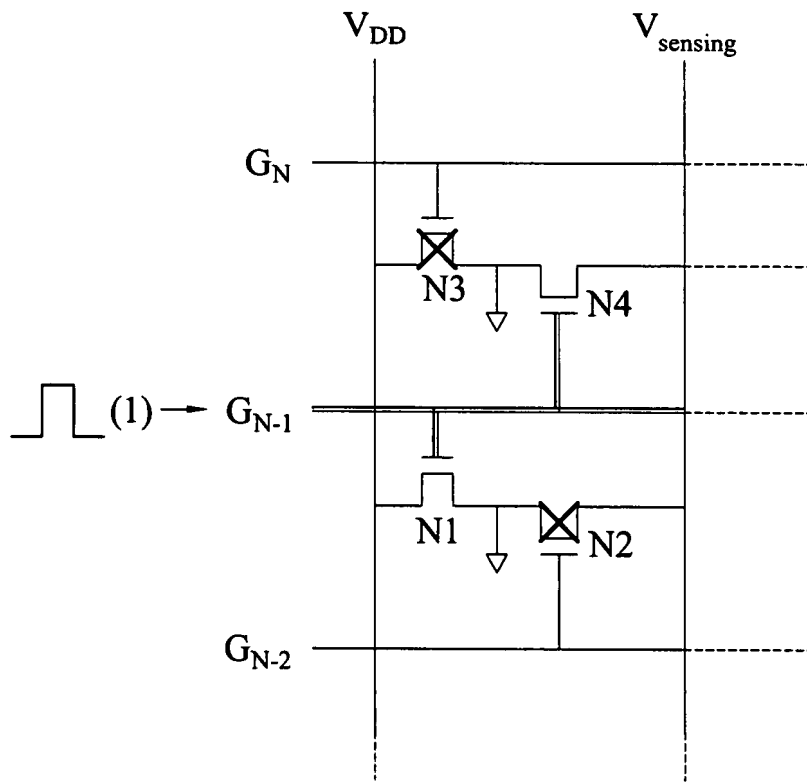 V_DD V_sensing
G_N
N3
N4
(1) G_N-1
N1
N2
G_N-2